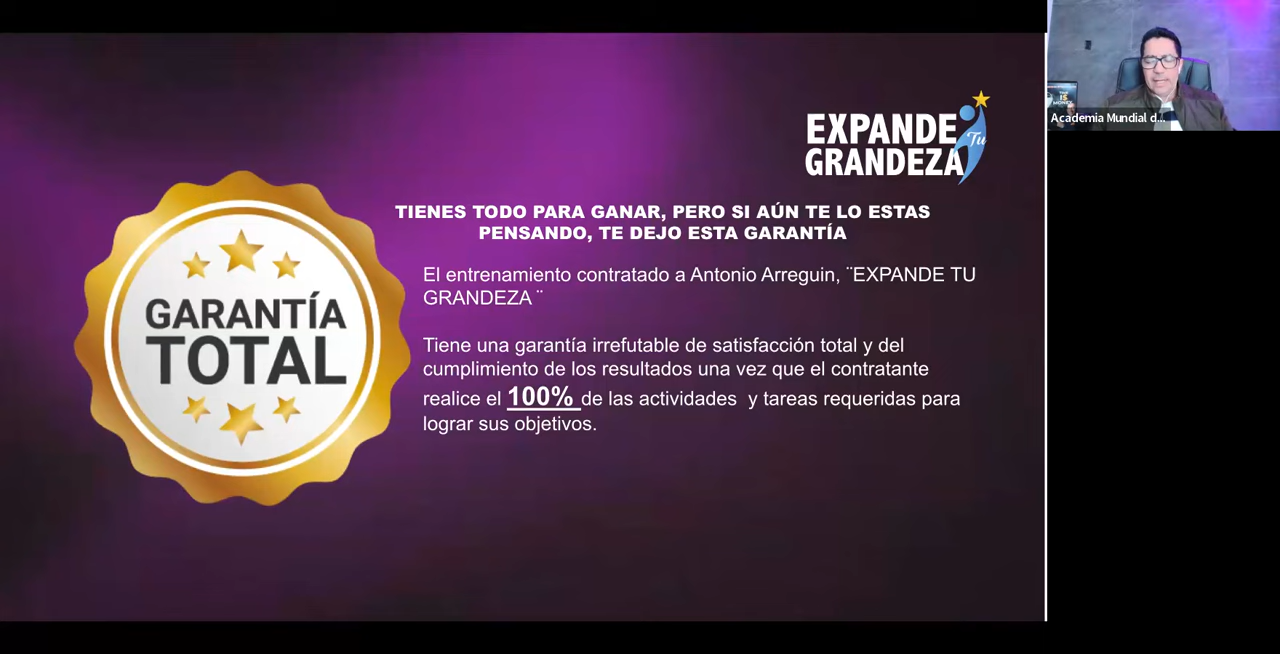 EXPANDE
Tu
GRANDEZA
TIENES TODO PARA GANAR, PERO SI AÚN TE LO ESTAS
PENSANDO, TE DEJO ESTA GARANTÍA
El entrenamiento contratado a Antonio Arreguin, ¨EXPANDE TU
GRANDEZA ¨
Tiene una garantía irrefutable de satisfacción total y del
cumplimiento de los resultados una vez que el contratante
realice el 100% de las actividades y tareas requeridas para
lograr sus objetivos.
GARANTÍA
TOTAL
IS
MONEY
Academia Mundial d...